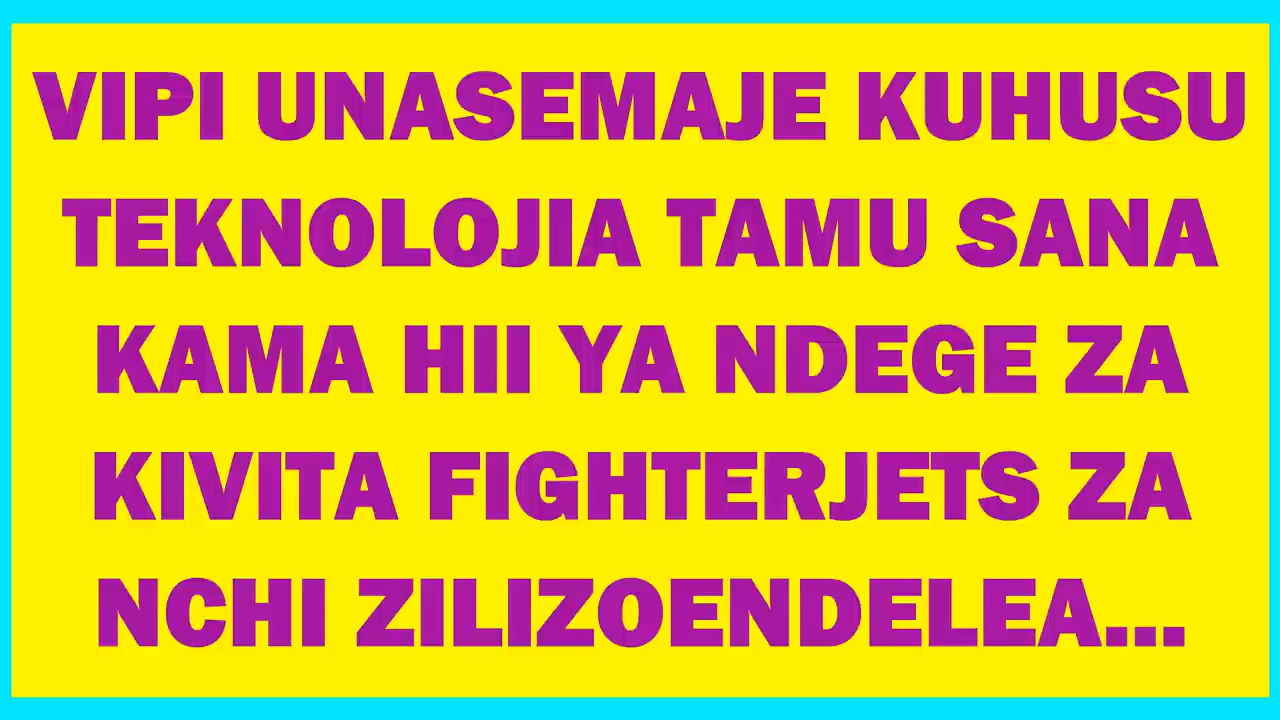 VIPI UNASEMAJE KUHUSU
TEKNOLOJIA TAMU SANA
KAMA HII YA NDEGE ZA
KIVITA FIGHTERJETS ZA
NCHI ZILIZOENDELEA...